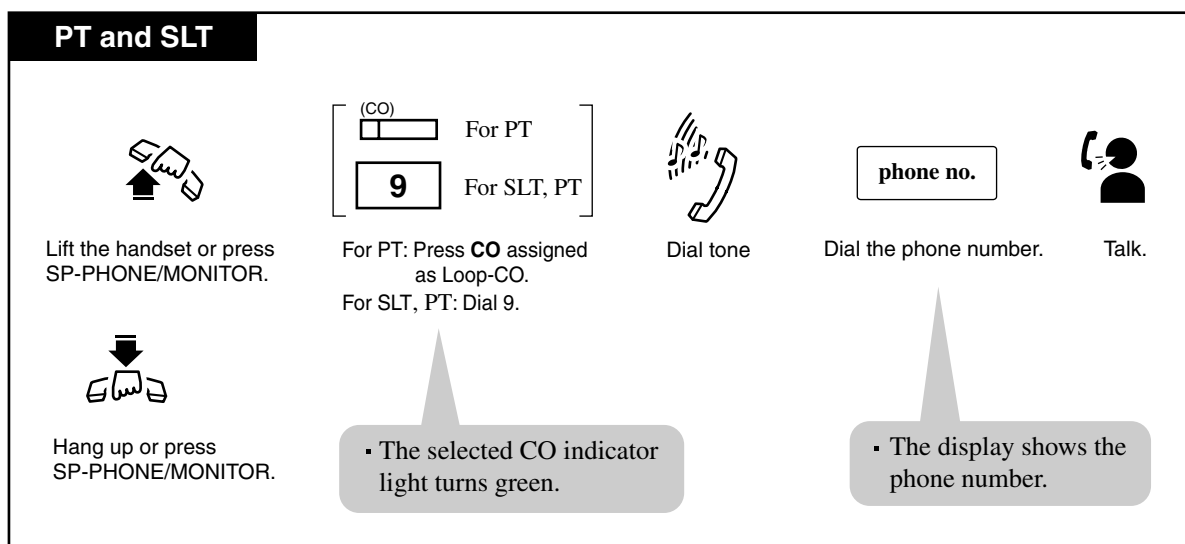 PT and SLT
(CO)
For PT
9
For SLT, PT
phone no.
Lift the handset or press
SP-PHONE/MONITOR.
For PT: Press CO assigned
as Loop-CO.
For SLT, PT: Dial 9.
Dial tone
Dial the phone number.
Talk.
Hang up or press
SP-PHONE/MONITOR.
▪ The selected CO indicator
light turns green.
▪ The display shows the
phone number.